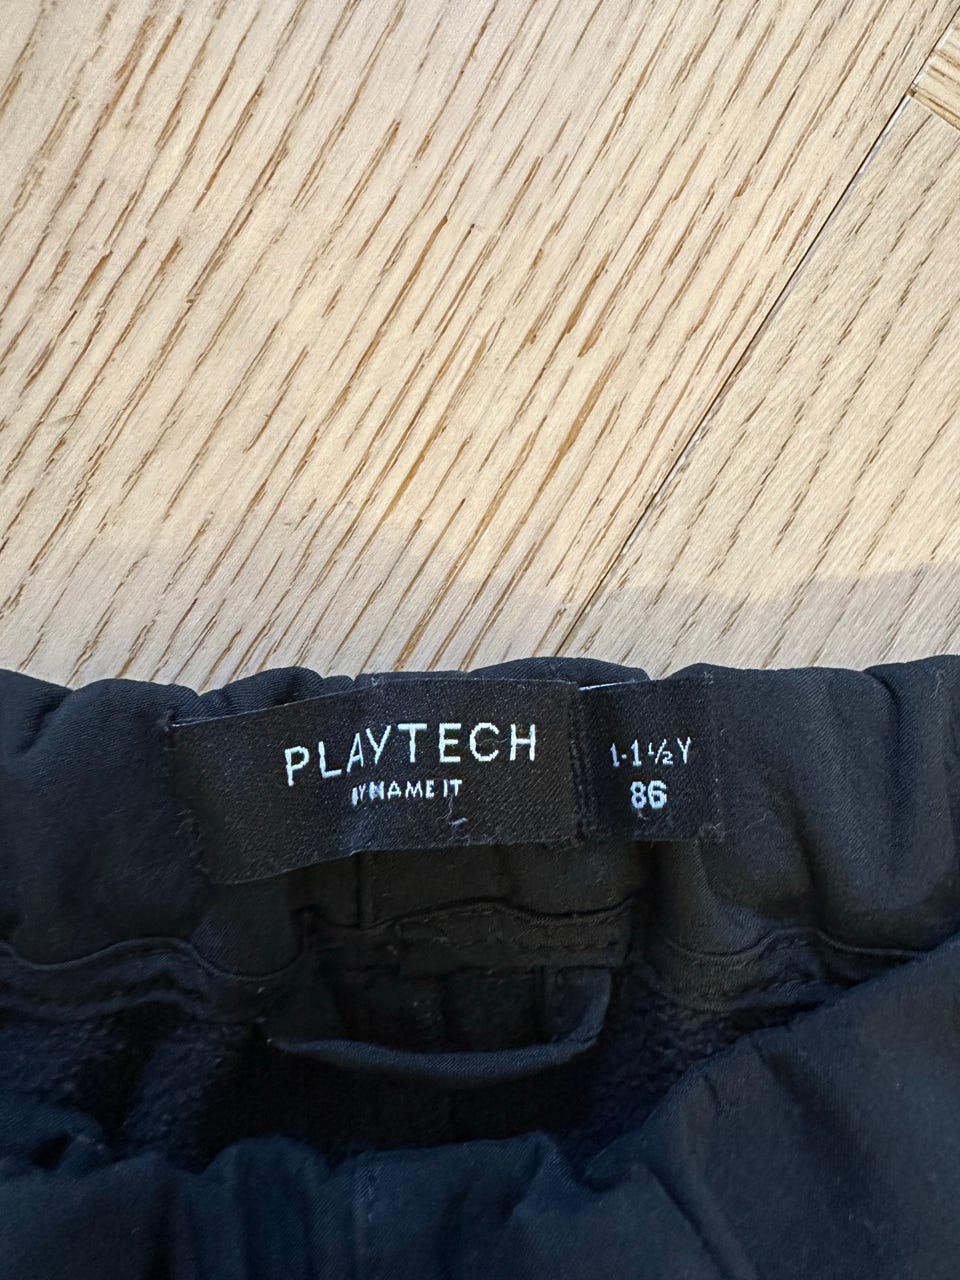 PLAYTECH
BY NAME IT
1-1½Y
86